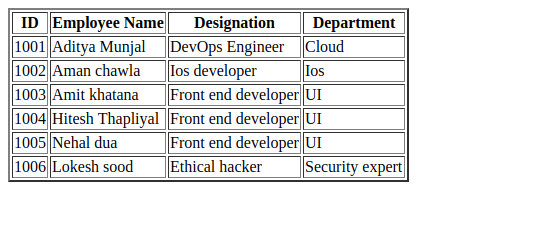 ID Employee Name Designation Department
1001 Aditya Munjal DevOps Engineer Cloud
1002 Aman chawla Ios developer Ios
1003 Amit khatana Front end developer UI
1004 Hitesh Thapliyal Front end developer UI
1005 Nehal dua Front end developer UI
1006 Lokesh sood Ethical hacker Security expert